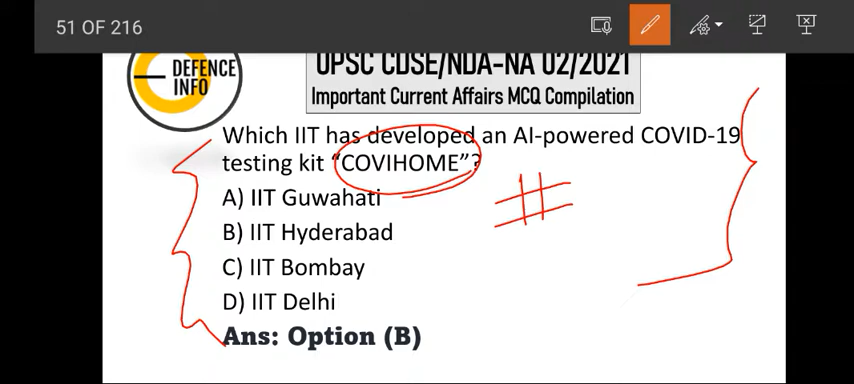 51 OF 216
DEFENCE
INFO
UPSC CDSE/NDA-NA 02/2021
Important Current Affairs MCQ Compilation
Which IIT has developed an AI-powered COVID-19
testing kit “COVIHOME”?
A) IIT Guwahati
B) IIT Hyderabad
C) IIT Bombay
D) IIT Delhi
Ans: Option (B)